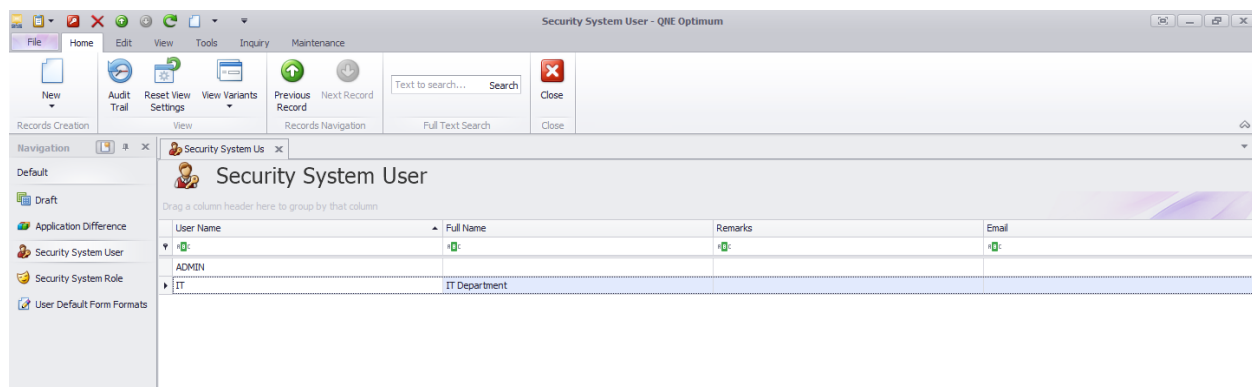 Security System User - QNE Optimum
File Home Edit View Tools Inquiry Maintenance
New Audit Trail Reset View Settings View Variants Previous Record Next Record Text to search... Search Close
Records Creation View Records Navigation Full Text Search Close
Navigation
Security System Us
Default
Security System User
Draft
Drag a column header here to group by that column
Application Difference
User Name Full Name Remarks Email
Security System User
ADMIN
Security System Role
IT IT Department
User Default Form Formats